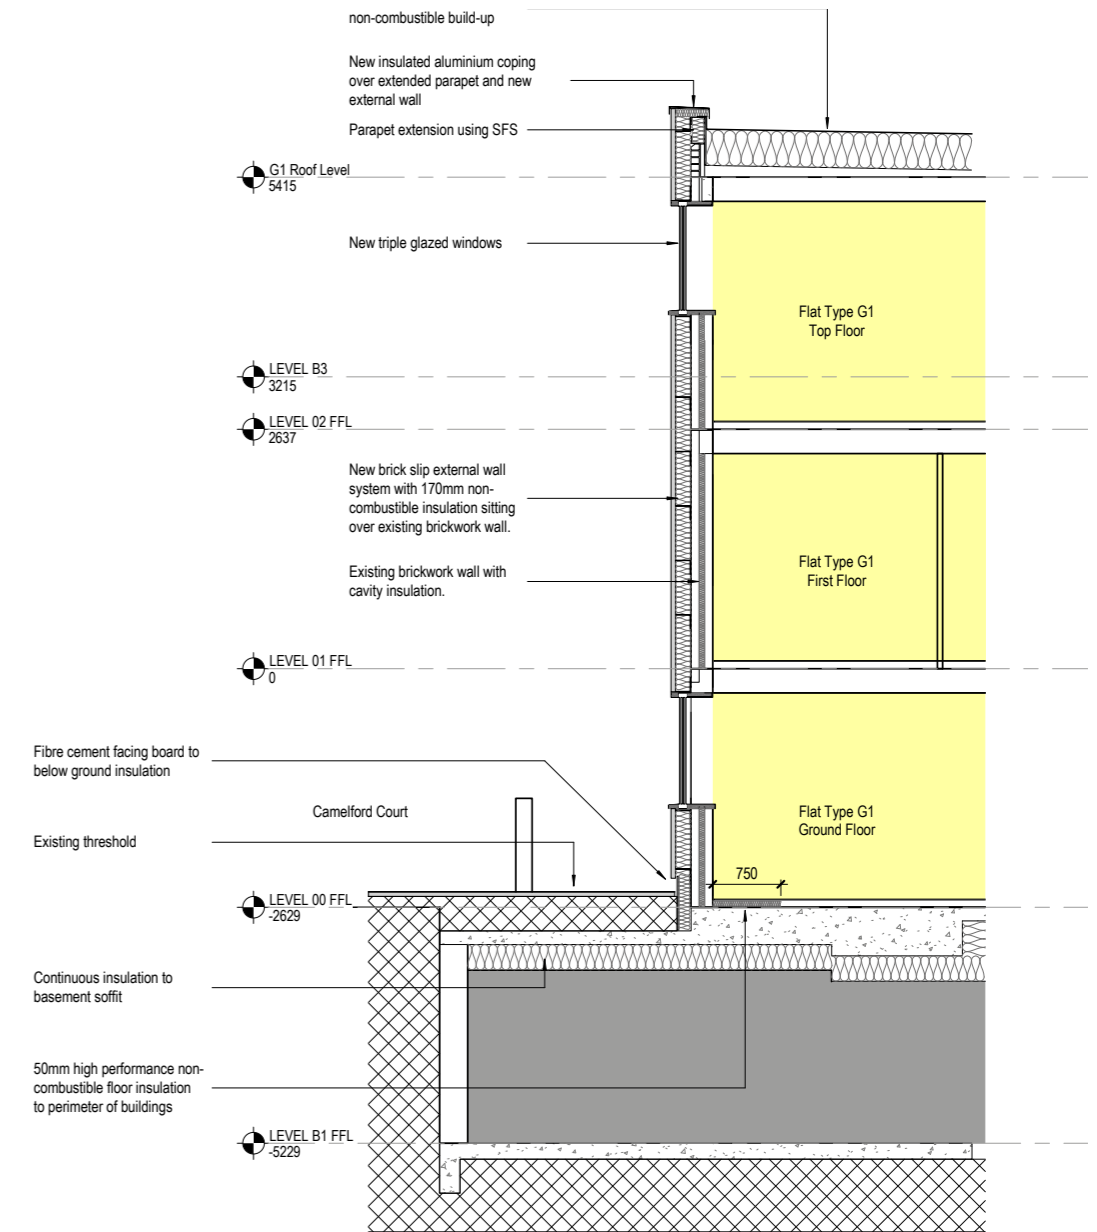 non-combustible build-up
New insulated aluminium coping
over extended parapet and new
external wall
Parapet extension using SFS
G1 Roof Level
5415
New triple glazed windows
Flat Type G1
Top Floor
LEVEL B3
3215
LEVEL 02 FFL
2637
New brick slip external wall
system with 170mm non-
combustible insulation sitting
over existing brickwork wall.
Existing brickwork wall with
cavity insulation.
Flat Type G1
First Floor
LEVEL 01 FFL
0
Fibre cement facing board to
below ground insulation
Camelford Court
Existing threshold
Flat Type G1
Ground Floor
750
LEVEL 00 FFL
-2629
Continuous insulation to
basement soffit
50mm high performance non-
combustible floor insulation
to perimeter of buildings
LEVEL B1 FFL
-5229